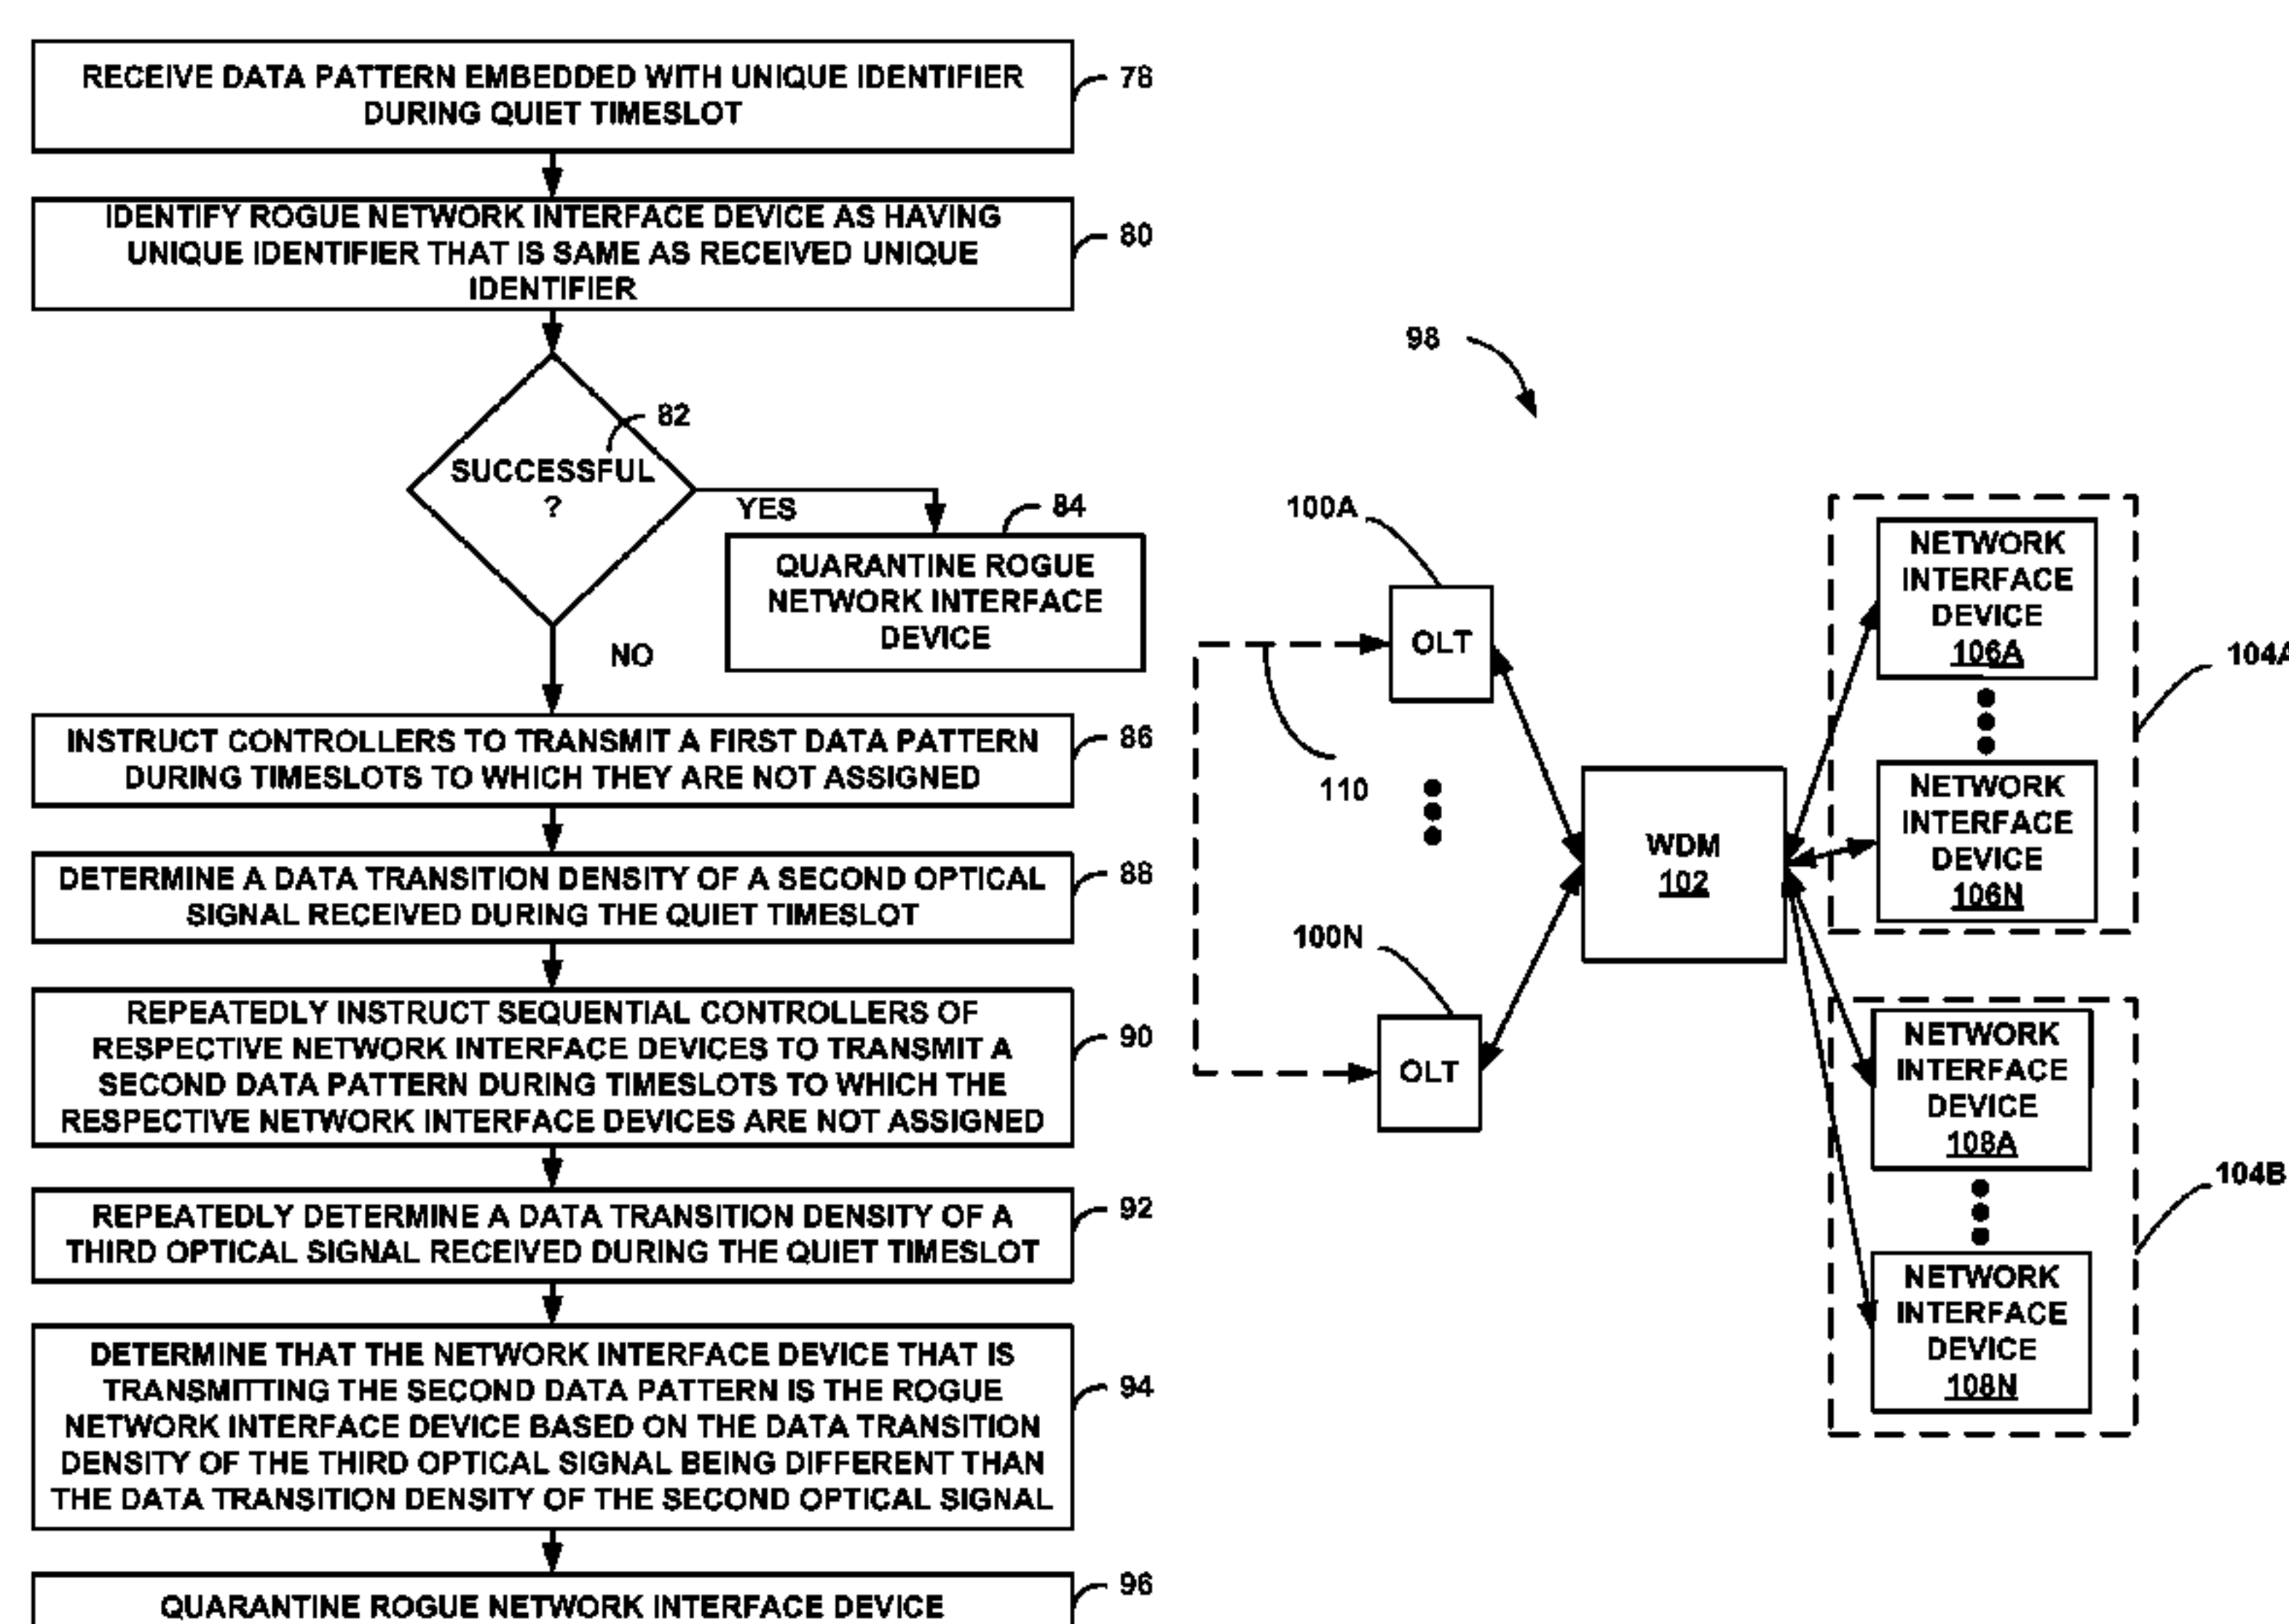 RECEIVE DATA PATTERN EMBEDDED WITH UNIQUE IDENTIFIER
DURING QUIET TIMESLOT
78
IDENTIFY ROGUE NETWORK INTERFACE DEVICE AS HAVING
UNIQUE IDENTIFIER THAT IS SAME AS RECEIVED UNIQUE
IDENTIFIER
80
82
SUCCESSFUL
?
YES
84
QUARANTINE ROGUE
NETWORK INTERFACE
DEVICE
NO
INSTRUCT CONTROLLERS TO TRANSMIT A FIRST DATA PATTERN
DURING TIMESLOTS TO WHICH THEY ARE NOT ASSIGNED
86
DETERMINE A DATA TRANSITION DENSITY OF A SECOND OPTICAL
SIGNAL RECEIVED DURING THE QUIET TIMESLOT
88
REPEATEDLY INSTRUCT SEQUENTIAL CONTROLLERS OF
RESPECTIVE NETWORK INTERFACE DEVICES TO TRANSMIT A
SECOND DATA PATTERN DURING TIMESLOTS TO WHICH THE
RESPECTIVE NETWORK INTERFACE DEVICES ARE NOT ASSIGNED
90
REPEATEDLY DETERMINE A DATA TRANSITION DENSITY OF A
THIRD OPTICAL SIGNAL RECEIVED DURING THE QUIET TIMESLOT
92
DETERMINE THAT THE NETWORK INTERFACE DEVICE THAT IS
TRANSMITTING THE SECOND DATA PATTERN IS THE ROGUE
NETWORK INTERFACE DEVICE BASED ON THE DATA TRANSITION
DENSITY OF THE THIRD OPTICAL SIGNAL BEING DIFFERENT THAN
THE DATA TRANSITION DENSITY OF THE SECOND OPTICAL SIGNAL
94
QUARANTINE ROGUE NETWORK INTERFACE DEVICE
96
98
100A
OLT
110
100N
OLT
WDM
102
NETWORK
INTERFACE
DEVICE
106A
NETWORK
INTERFACE
DEVICE
106N
104A
NETWORK
INTERFACE
DEVICE
108A
NETWORK
INTERFACE
DEVICE
108N
104B